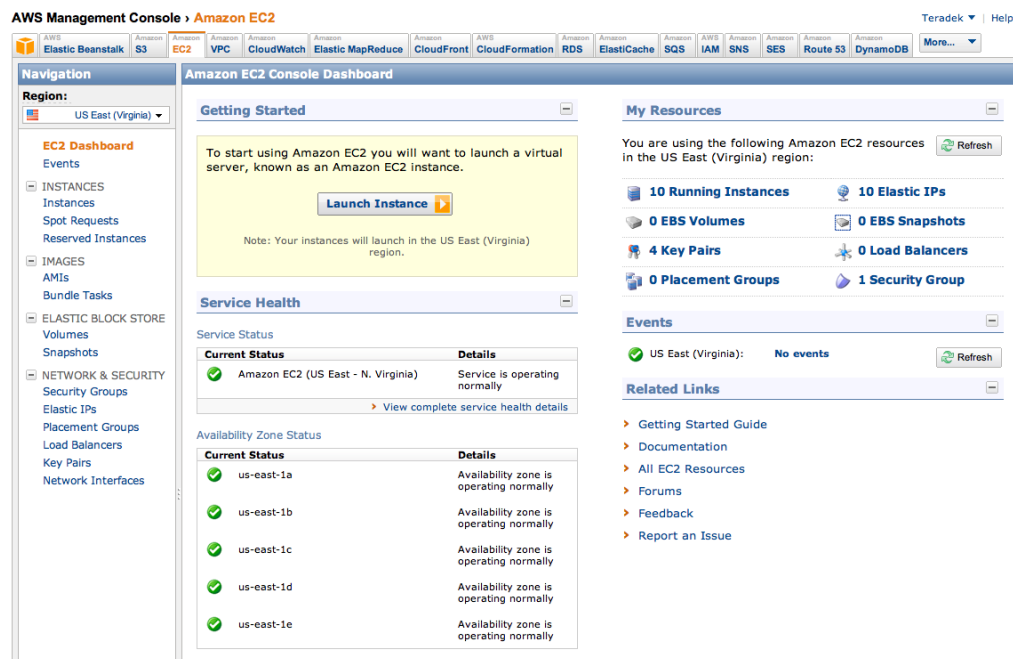 AWS Management Console › Amazon EC2
Teradek | Help
AWS Elastic Beanstalk
Amazon S3
Amazon EC2
Amazon VPC
Amazon CloudWatch
Amazon Elastic MapReduce
Amazon CloudFront
AWS CloudFormation
Amazon RDS
Amazon ElastiCache
Amazon SQS
AWS IAM
Amazon SNS
Amazon SES
Amazon Route 53
Amazon DynamoDB
More...
Navigation
Region:
US East (Virginia)
EC2 Dashboard
Events
INSTANCES
Instances
Spot Requests
Reserved Instances
IMAGES
AMIs
Bundle Tasks
ELASTIC BLOCK STORE
Volumes
Snapshots
NETWORK & SECURITY
Security Groups
Elastic IPs
Placement Groups
Load Balancers
Key Pairs
Network Interfaces
Amazon EC2 Console Dashboard
Getting Started
To start using Amazon EC2 you will want to launch a virtual
server, known as an Amazon EC2 instance.
Launch Instance
Note: Your instances will launch in the US East (Virginia)
region.
Service Health
Service Status
Current Status Details
Amazon EC2 (US East - N. Virginia) Service is operating
normally
View complete service health details
Availability Zone Status
Current Status Details
us-east-1a Availability zone is
operating normally
us-east-1b Availability zone is
operating normally
us-east-1c Availability zone is
operating normally
us-east-1d Availability zone is
operating normally
us-east-1e Availability zone is
operating normally
My Resources
You are using the following Amazon EC2 resources
in the US East (Virginia) region:
Refresh
10 Running Instances 10 Elastic IPs
0 EBS Volumes 0 EBS Snapshots
4 Key Pairs 0 Load Balancers
0 Placement Groups 1 Security Group
Events
US East (Virginia): No events
Refresh
Related Links
Getting Started Guide
Documentation
All EC2 Resources
Forums
Feedback
Report an Issue